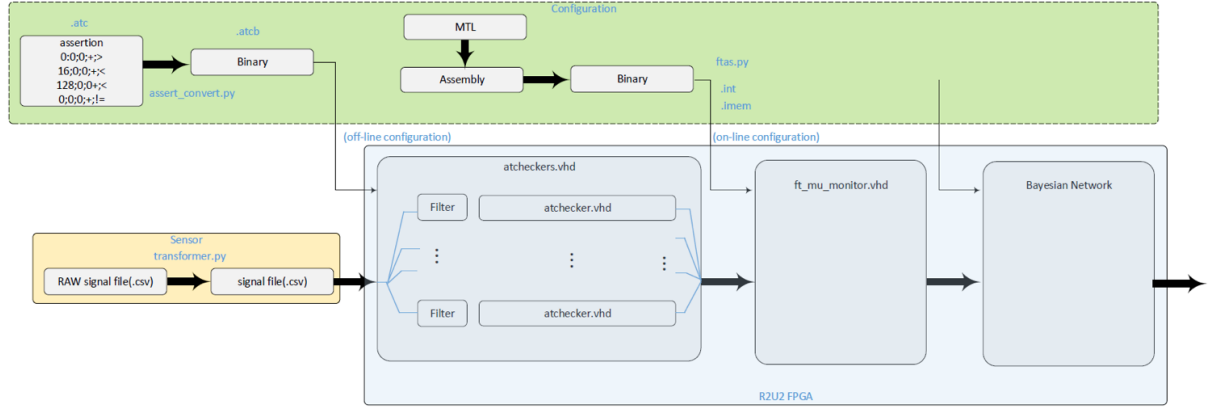 Configuration
.atc
assertion
0:0;0;+;>
16;0;0;+;<
128;0;0+;<
0;0;0;+;!=
.atcb
Binary
assert_convert.py
MTL
Assembly
Binary
ftas.py
.int
.imem
(off-line configuration)
(on-line configuration)
Sensor
transformer.py
RAW signal file(.csv)
signal file(.csv)
atcheckers.vhd
Filter
atchecker.vhd
Filter
atchecker.vhd
ft_mu_monitor.vhd
Bayesian Network
R2U2 FPGA